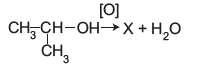 [O]
CH₃–CH–OH→X + H₂O
CH₃